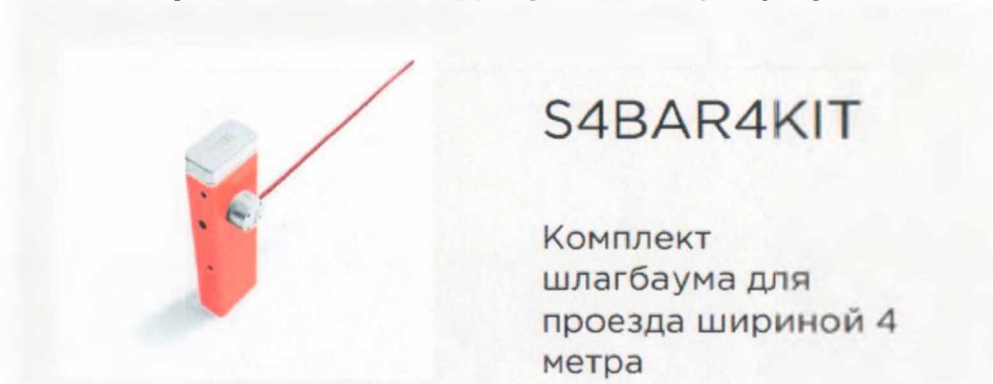 S4BAR4KIT
Комплект
шлагбаума для
проезда шириной 4
метра